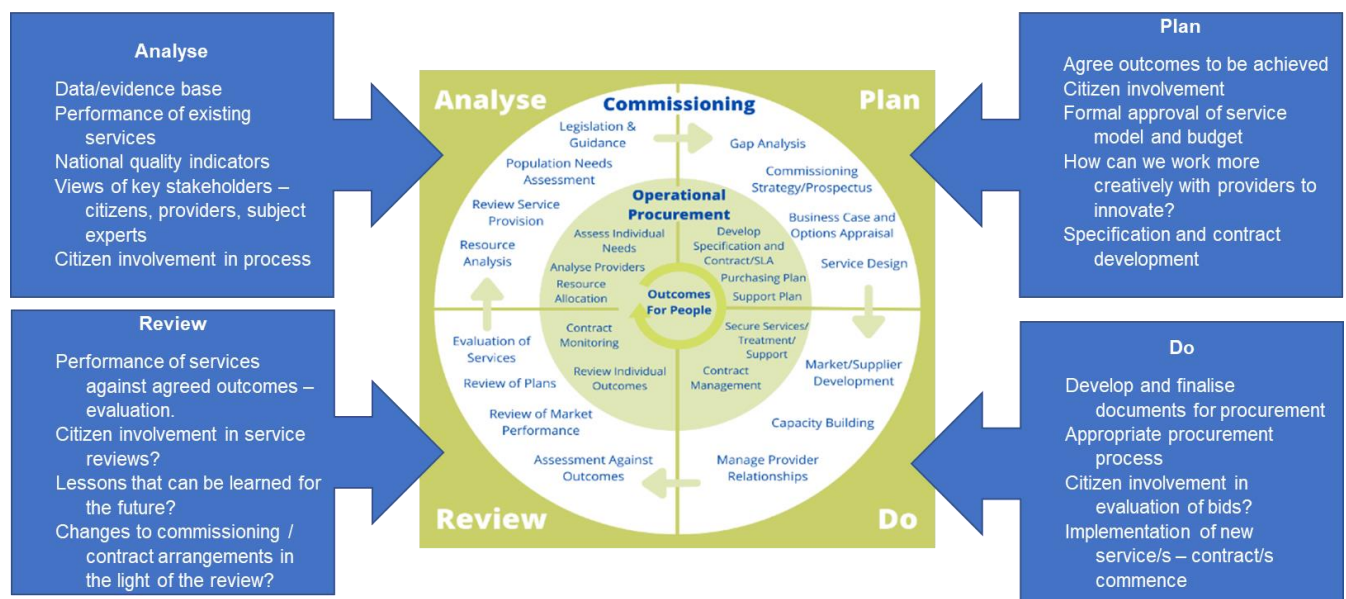 Analyse
Data/evidence base
Performance of existing
services
National quality indicators
Views of key stakeholders –
citizens, providers, subject
experts
Citizen involvement in process
Plan
Agree outcomes to be achieved
Citizen involvement
Formal approval of service
model and budget
How can we work more
creatively with providers to
innovate?
Specification and contract
development
Review
Performance of services
against agreed outcomes –
evaluation.
Citizen involvement in service
reviews?
Lessons that can be learned for
the future?
Changes to commissioning /
contract arrangements in
the light of the review?
Do
Develop and finalise
documents for procurement
Appropriate procurement
process
Citizen involvement in
evaluation of bids?
Implementation of new
service/s – contract/s
commence
Analyse
Commissioning
Plan
Legislation &
Guidance
Population Needs
Assessment
Review Service
Provision
Resource
Analysis
Gap Analysis
Commissioning
Strategy/Prospectus
Business Case and
Options Appraisal
Service Design
Operational
Procurement
Assess Individual
Needs
Analyse Providers
Resource
Allocation
Develop
Specification and
Contract/SLA
Purchasing Plan
Support Plan
Outcomes
For People
Contract
Monitoring
Review Individual
Outcomes
Secure Services/
Treatment/
Support
Contract
Management
Evaluation of
Services
Review of Plans
Review of Market
Performance
Assessment Against
Outcomes
Market/Supplier
Development
Capacity Building
Manage Provider
Relationships
Review
Do